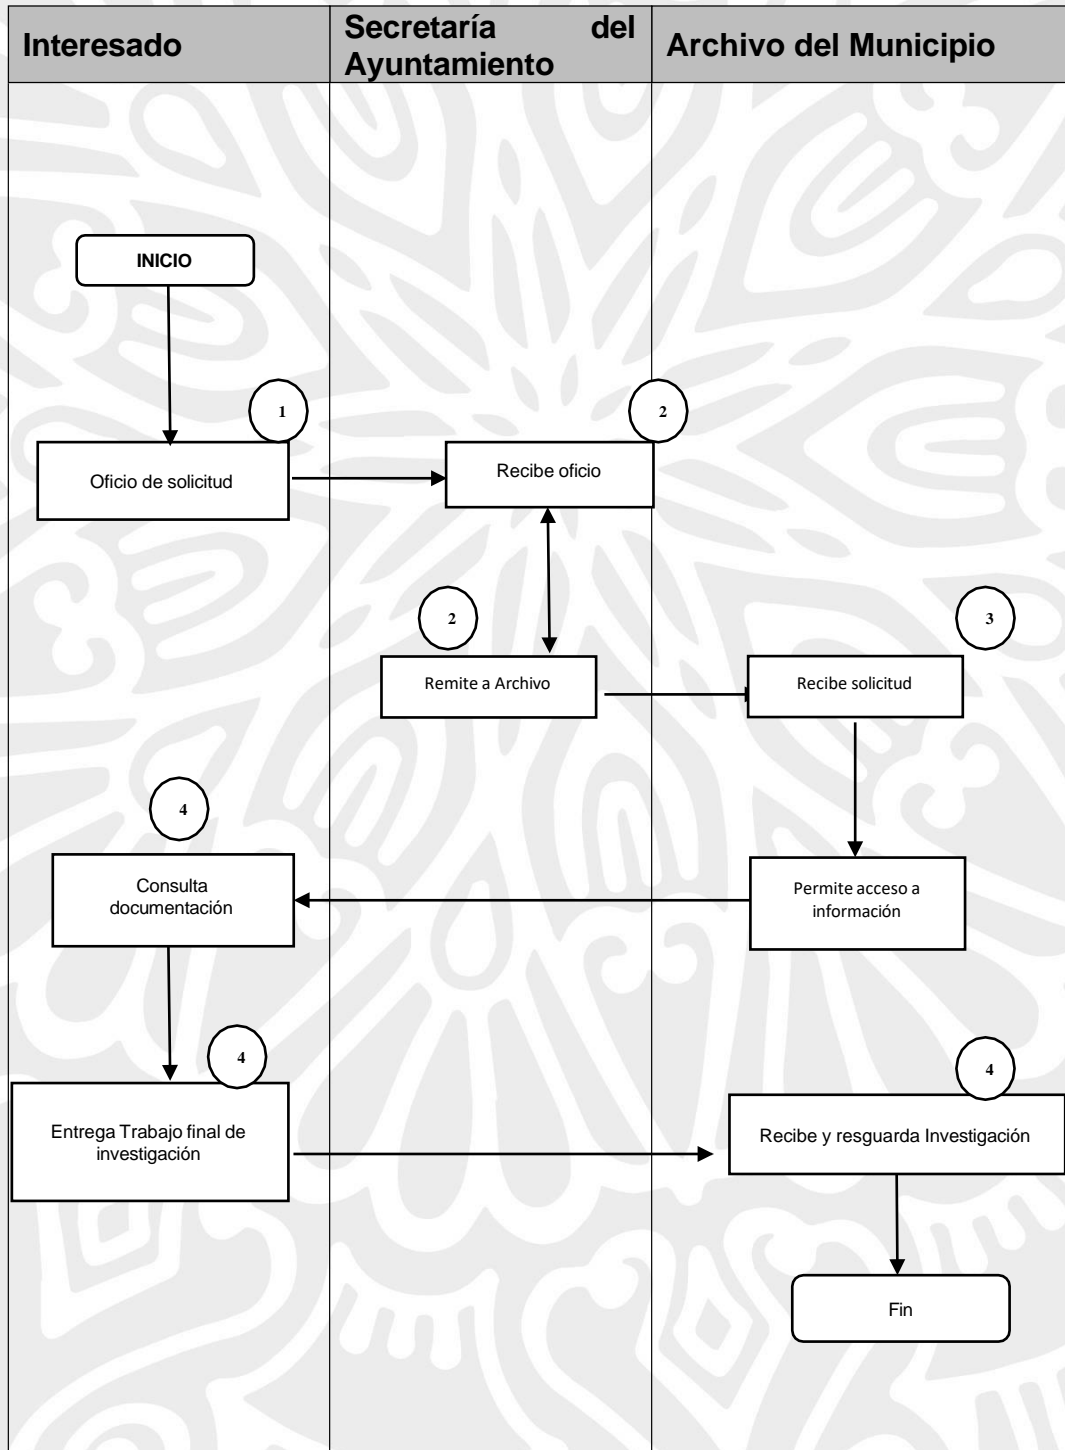 Interesado
Secretaría del
Ayuntamiento
Archivo del Municipio
INICIO
1
2
Oficio de solicitud
Recibe oficio
2
3
Remite a Archivo
Recibe solicitud
4
Consulta
documentación
Permite acceso a
información
4
4
Entrega Trabajo final de
investigación
Recibe y resguarda Investigación
Fin